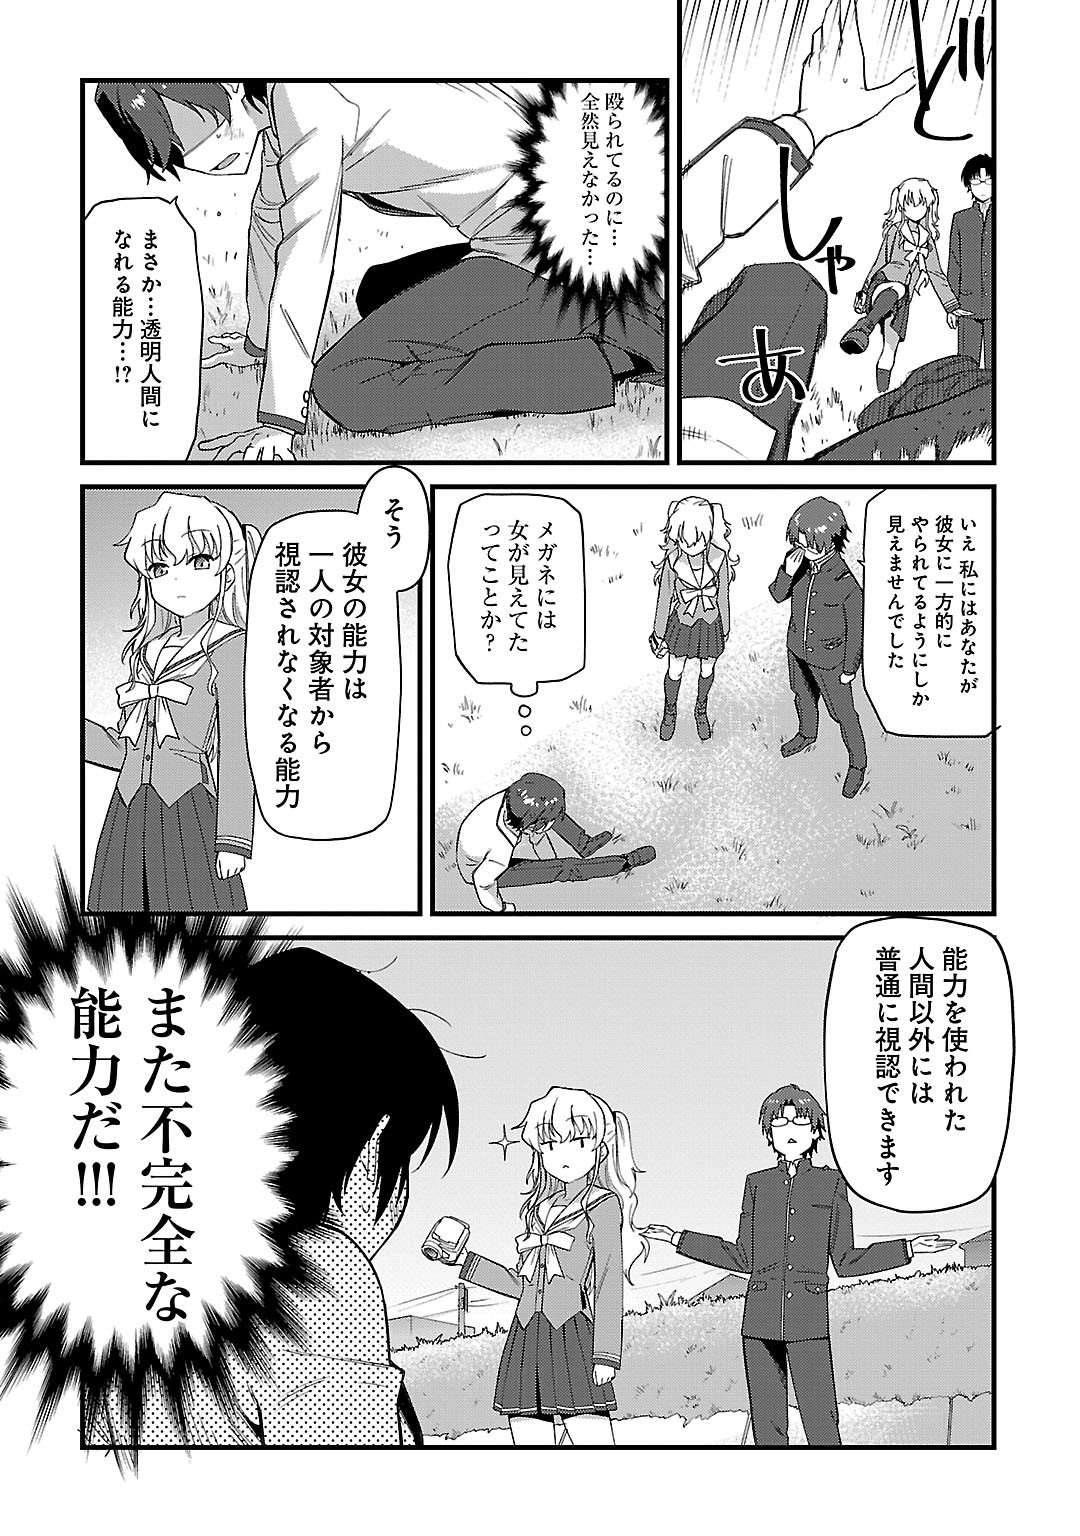 ビ
ど
しゃ
あ
殴られてるのに…
全然見えなかった…
まさか…透明人間に
なれる能力…!?
いえ 私にはあなたが
彼女に一方的に
やられてるようにしか
見えませんでした
メガネには
女が見えてた
ってことか?
そう
彼女の能力は
一人の対象者から
視認されなくなる能力
能力を使われた
人間以外には
普通に視認できます
また不完全な
能力だ!!!